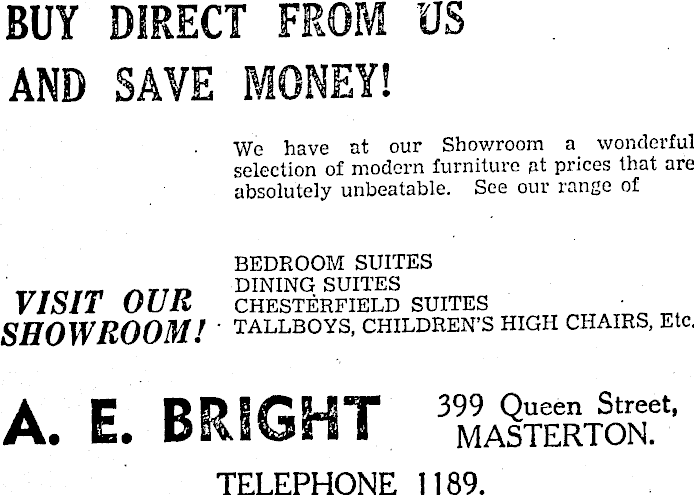 BUY DIRECT FROM US
AND SAVE MONEY!
We have at our Showroom a wonderful
selection of modern furniture at prices that are
absolutely unbeatable. See our range of
BEDROOM SUITES
DINING SUITES
CHESTERFIELD SUITES
TALLBOYS, CHILDREN'S HIGH CHAIRS, Etc.
VISIT OUR
SHOWROOM!
A. E. BRIGHT
399 Queen Street,
MASTERTON.
TELEPHONE 1189.